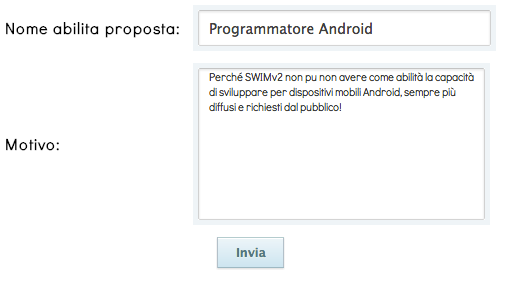 Nome abilita proposta: Programmatore Android
Perché SWIMv2 non pu non avere come abilità la capacità
di sviluppare per dispositivi mobili Android, sempre più
diffusi e richiesti dal pubblico!
Motivo:
Invia